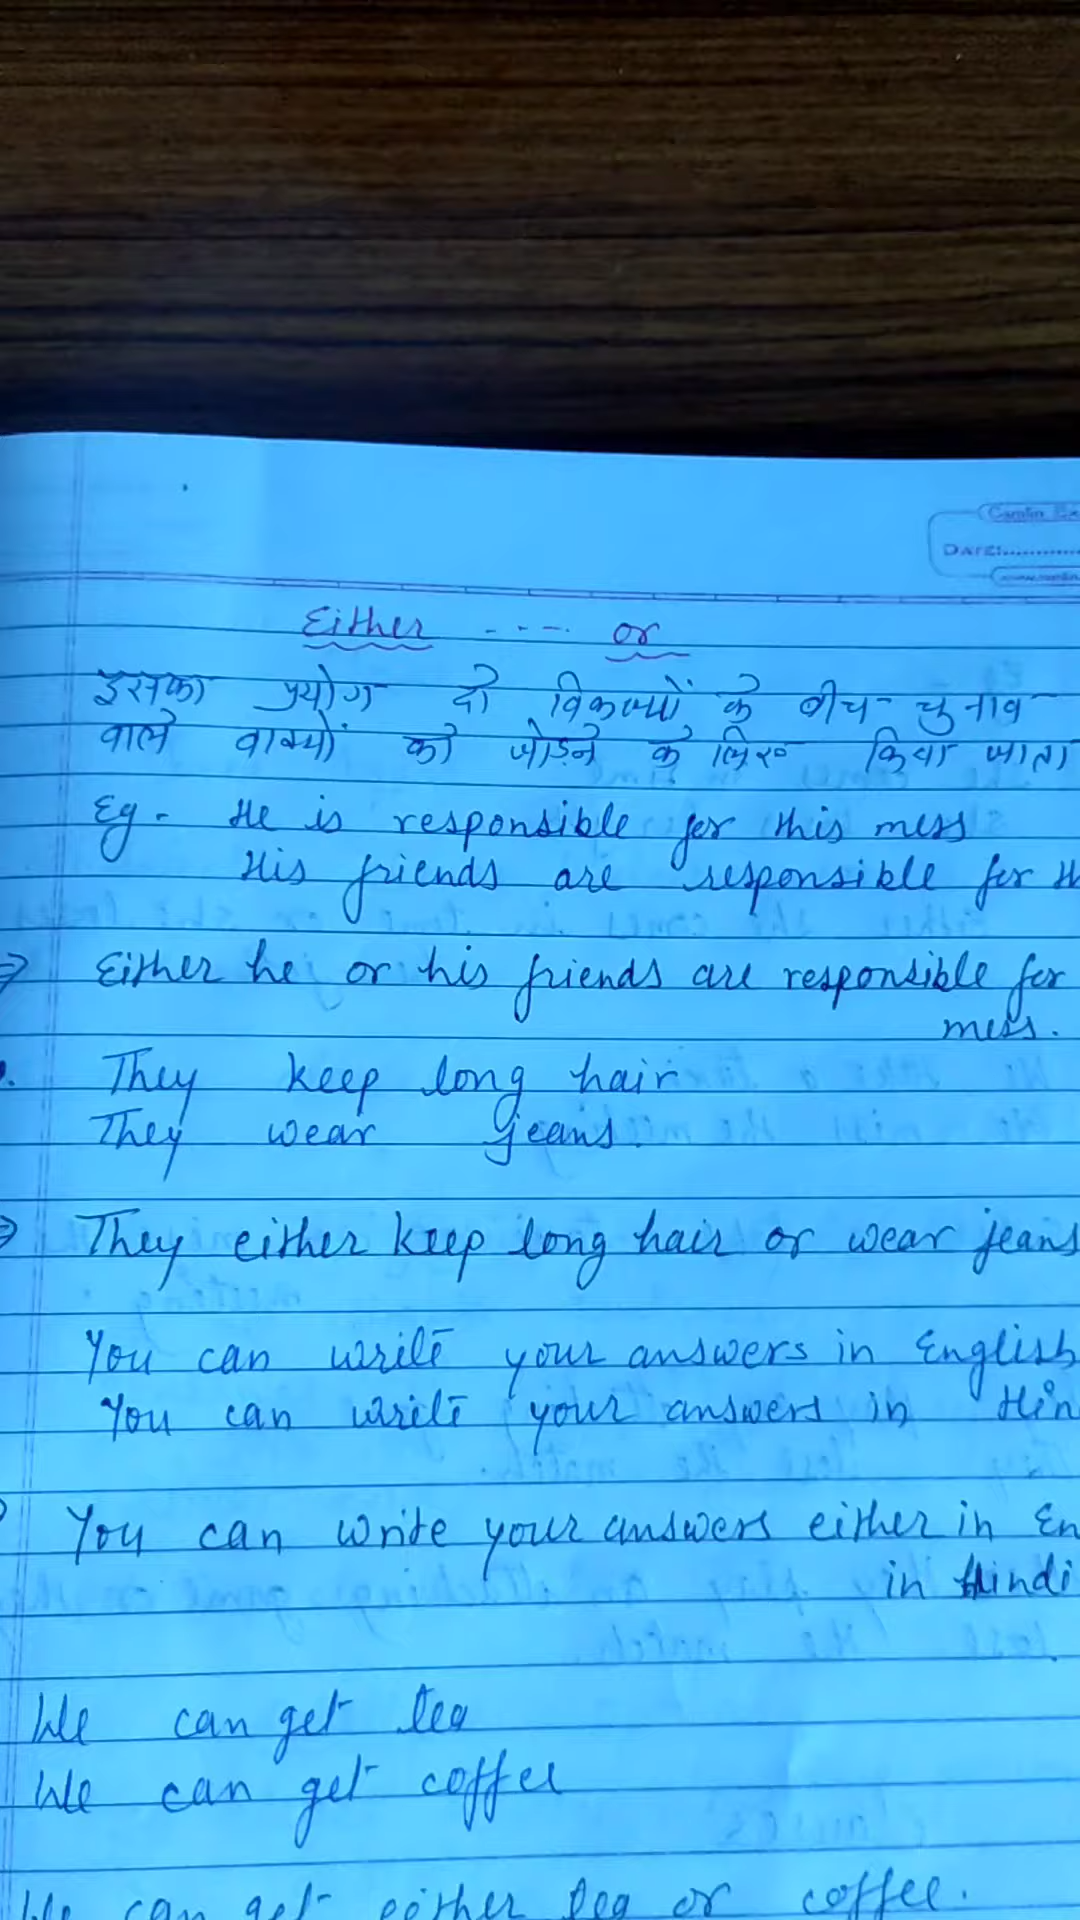 Camlin
DATE:............
Either ---- or
इसका प्रयोग दो विकल्पों के बीच चुनाव
वाले वाक्यों को जोड़ने के लिए किया जाता
Eg - He is responsible for this mess
His friends are responsible for th
⇒ Either he or his friends are responsible for
mess.
They keep long hair
They wear jeans.
⇒ They either keep long hair or wear jeans
You can write your answers in English
You can write your answers in Hin
You can write your answers either in En
in Hindi
We can get tea
We can get coffee
We can get either tea or coffee.